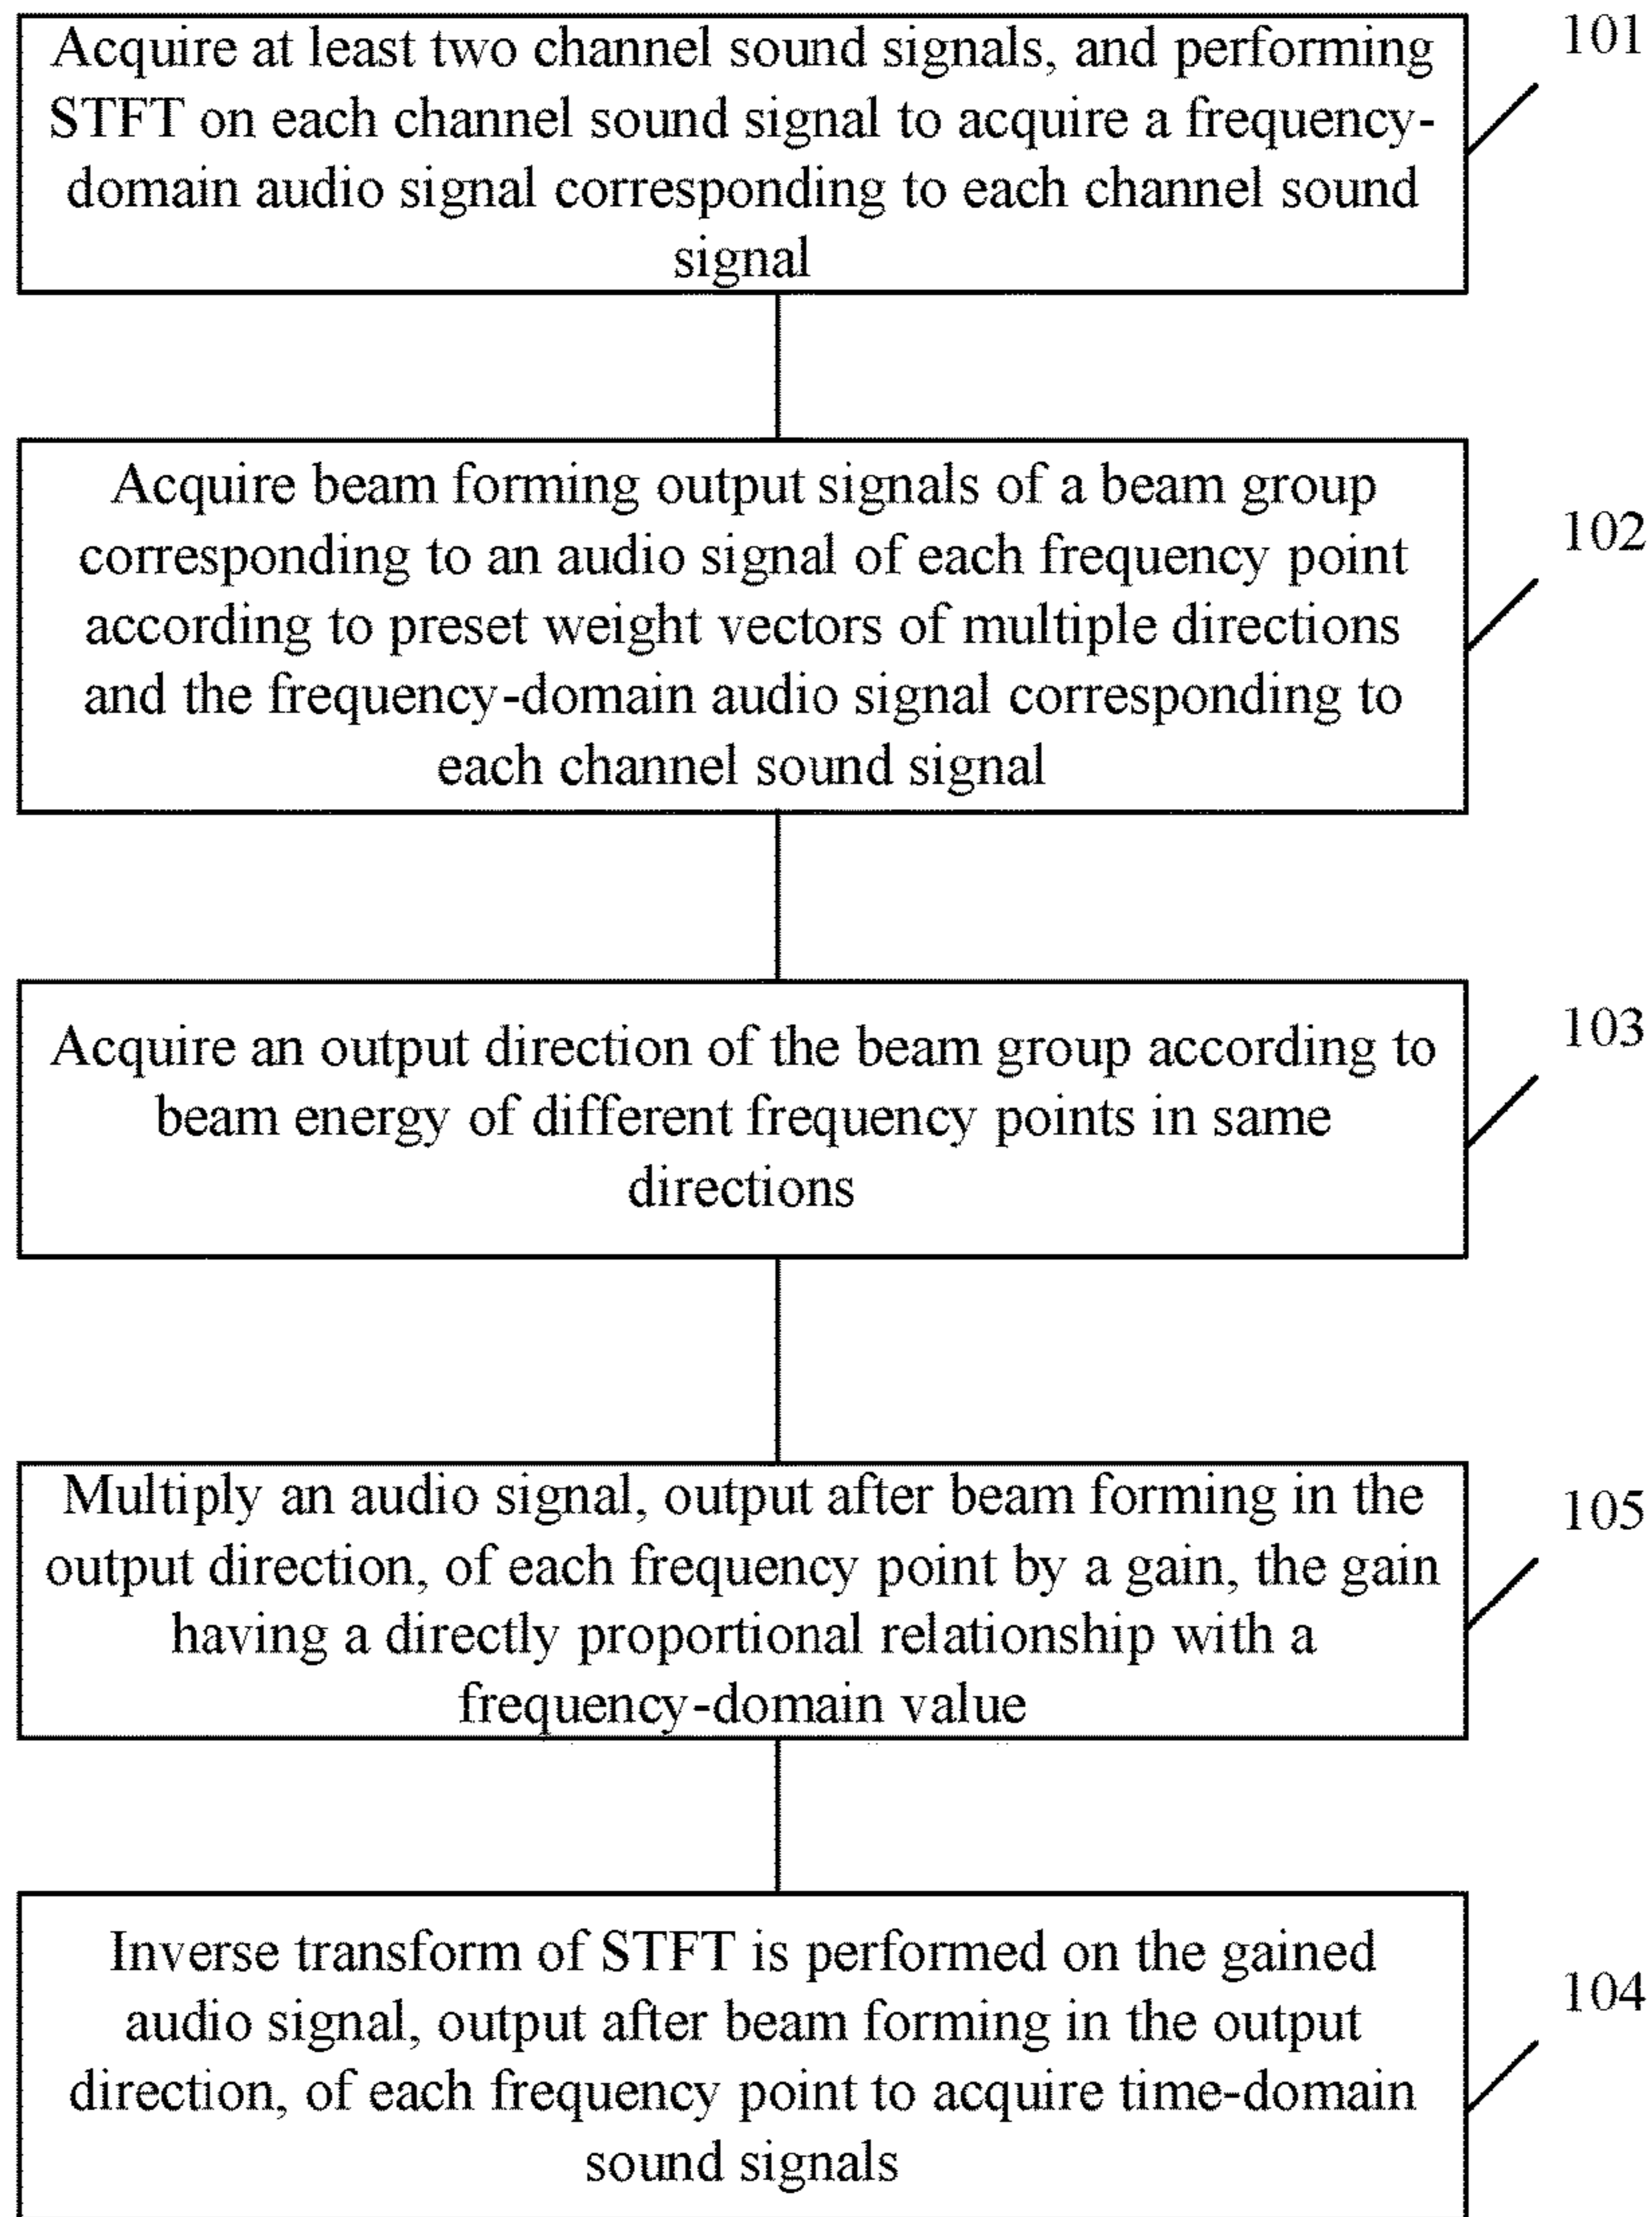 Acquire at least two channel sound signals, and performing
STFT on each channel sound signal to acquire a frequency-
domain audio signal corresponding to each channel sound
signal
101
Acquire beam forming output signals of a beam group
corresponding to an audio signal of each frequency point
according to preset weight vectors of multiple directions
and the frequency-domain audio signal corresponding to
each channel sound signal
102
Acquire an output direction of the beam group according to
beam energy of different frequency points in same
directions
103
Multiply an audio signal, output after beam forming in the
output direction, of each frequency point by a gain, the gain
having a directly proportional relationship with a
frequency-domain value
105
Inverse transform of STFT is performed on the gained
audio signal, output after beam forming in the output
direction, of each frequency point to acquire time-domain
sound signals
104